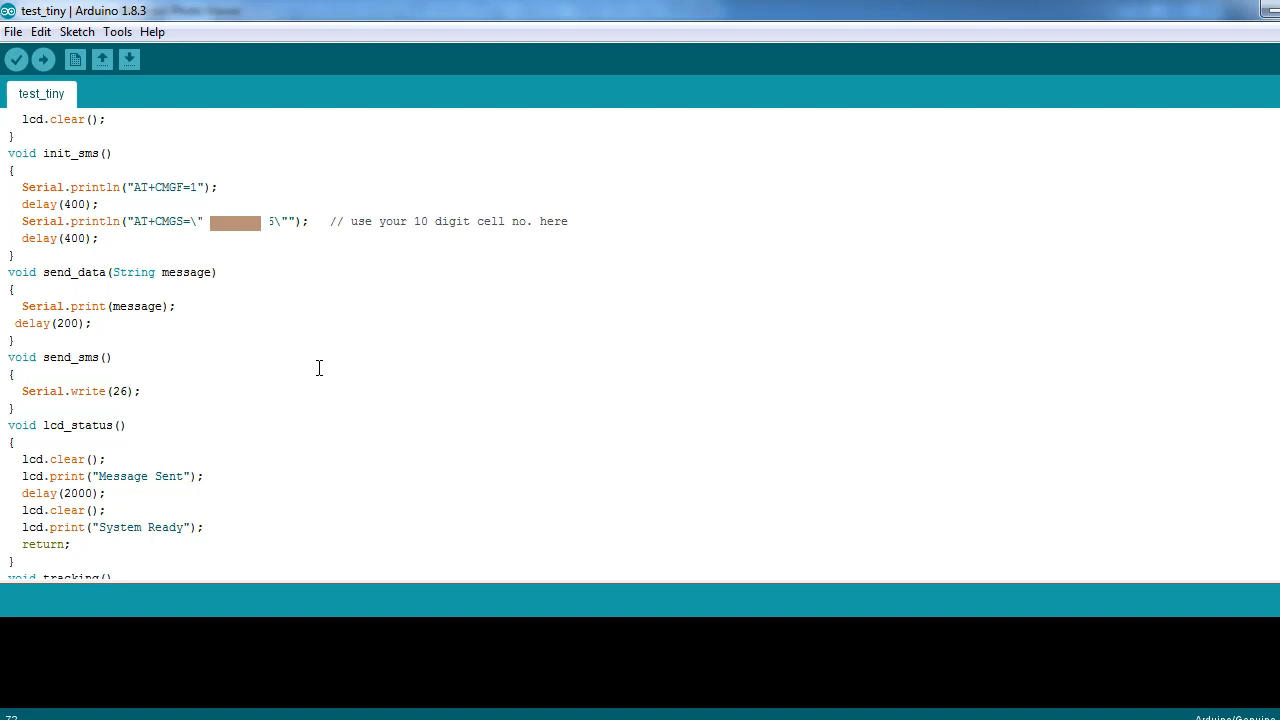 test_tiny | Arduino 1.8.3
File Edit Sketch Tools Help
test_tiny
lcd.clear();
}
void init_sms()
{
Serial.println("AT+CMGF=1");
delay(400);
Serial.println("AT+CMGS=\" 5\""); // use your 10 digit cell no. here
delay(400);
}
void send_data(String message)
{
Serial.print(message);
delay(200);
}
void send_sms()
{
Serial.write(26);
}
void lcd_status()
{
lcd.clear();
lcd.print("Message Sent");
delay(2000);
lcd.clear();
lcd.print("System Ready");
return;
}
void tracking()